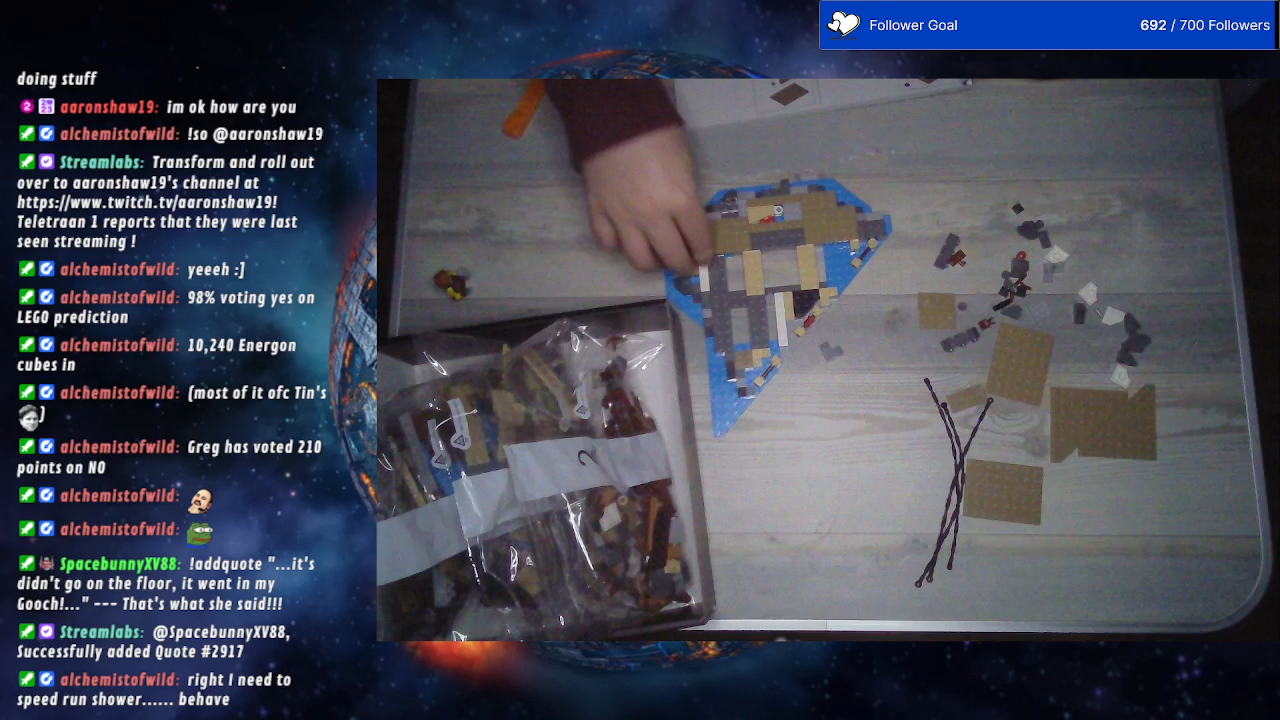 Follower Goal
692 / 700 Followers
doing stuff
2 aaronshaw19: im ok how are you
alchemistofwild: !so @aaronshaw19
Streamlabs: Transform and roll out
over to aaronshaw19's channel at
https://www.twitch.tv/aaronshaw19!
Teletraan 1 reports that they were last
seen streaming !
alchemistofwild: yeeeh :]
alchemistofwild: 98% voting yes on
LEGO prediction
alchemistofwild: 10,240 Energon
cubes in
alchemistofwild: (most of it ofc Tin's
)
alchemistofwild: Greg has voted 210
points on NO
alchemistofwild:
alchemistofwild:
SpacebunnyXV88: !addquote "...it's
didn't go on the floor, it went in my
Gooch!..." --- That's what she said!!!
Streamlabs: @SpacebunnyXV88,
Successfully added Quote #2917
alchemistofwild: right I need to
speed run shower...... behave
2